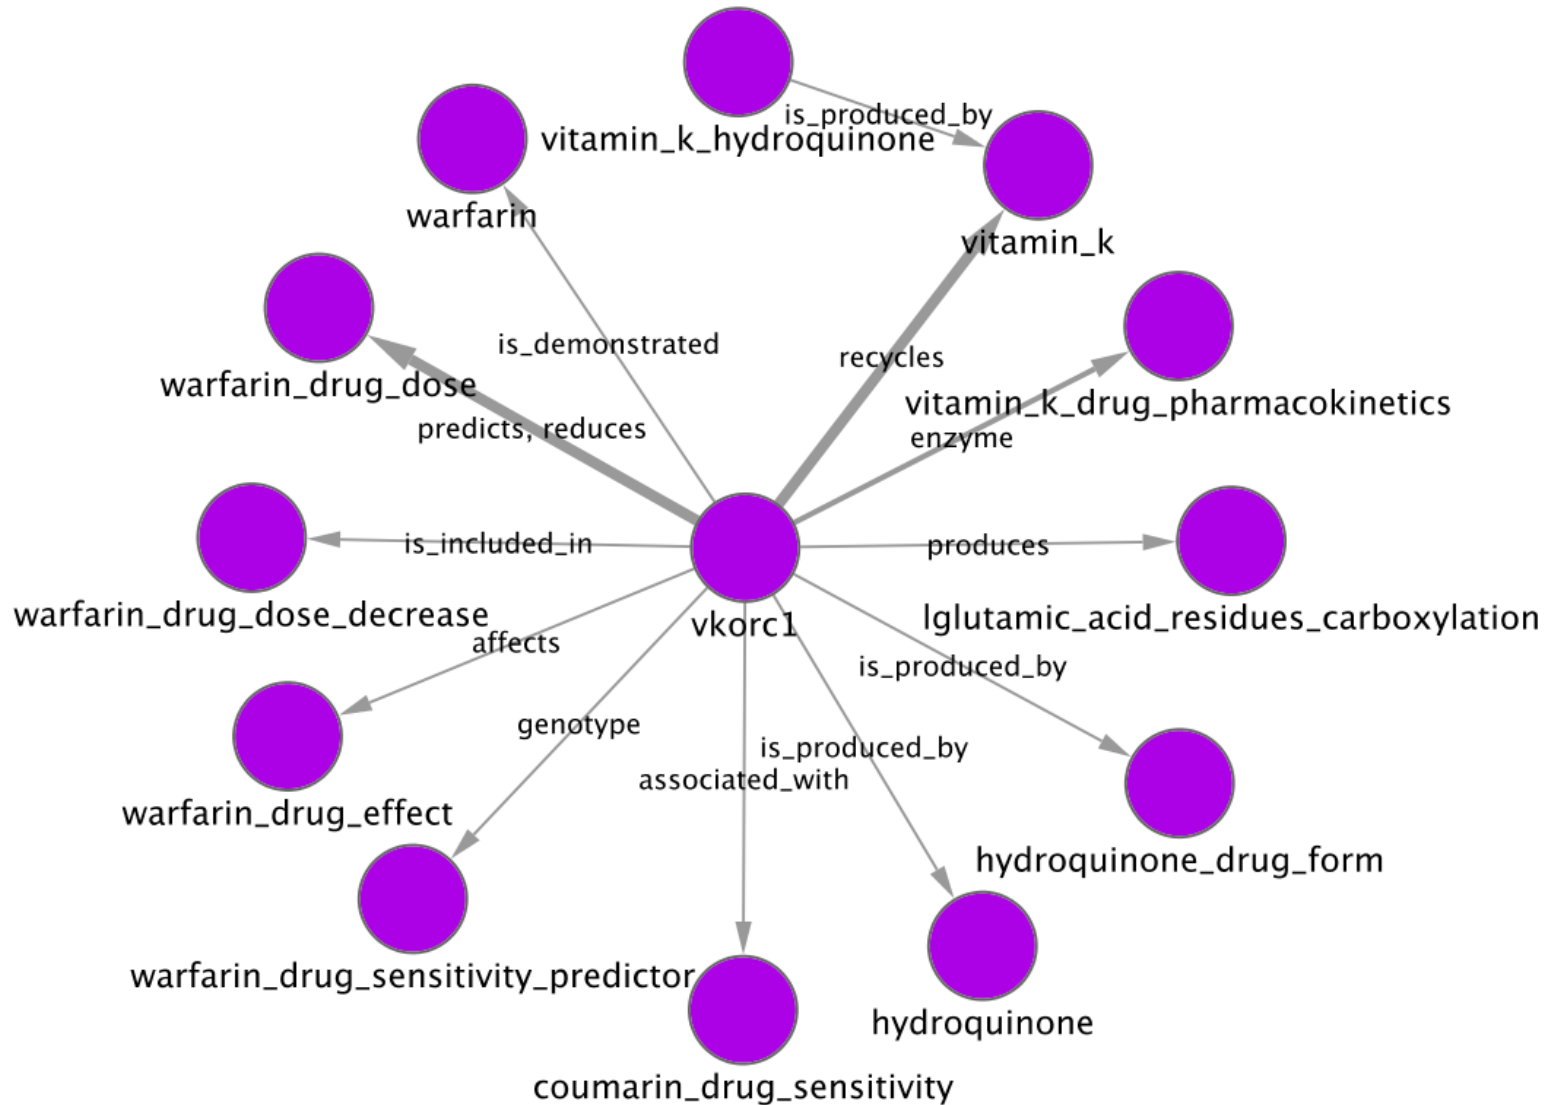 is_produced_by
vitamin_k_hydroquinone
warfarin
vitamin_k
is_demonstrated
recycles
warfarin_drug_dose
vitamin_k_drug_pharmacokinetics
predicts, reduces
enzyme
is_included_in
produces
warfarin_drug_dose_decrease
vkorc1
lglutamic_acid_residues_carboxylation
affects
is_produced_by
genotype
is_produced_by
associated_with
warfarin_drug_effect
hydroquinone_drug_form
warfarin_drug_sensitivity_predictor
hydroquinone
coumarin_drug_sensitivity